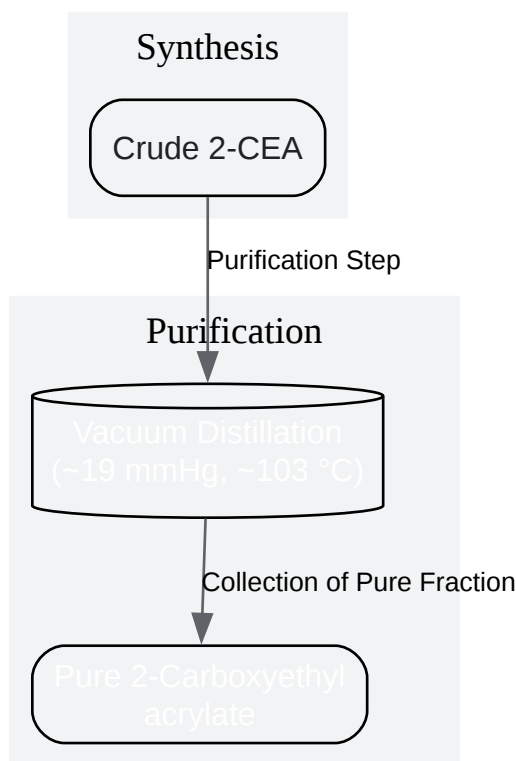 Synthesis
Crude 2-CEA
Purification Step
Purification
Vacuum Distillation
(~19 mmHg, ~103 °C)
Collection of Pure Fraction
Pure 2-Carboxyethyl
acrylate